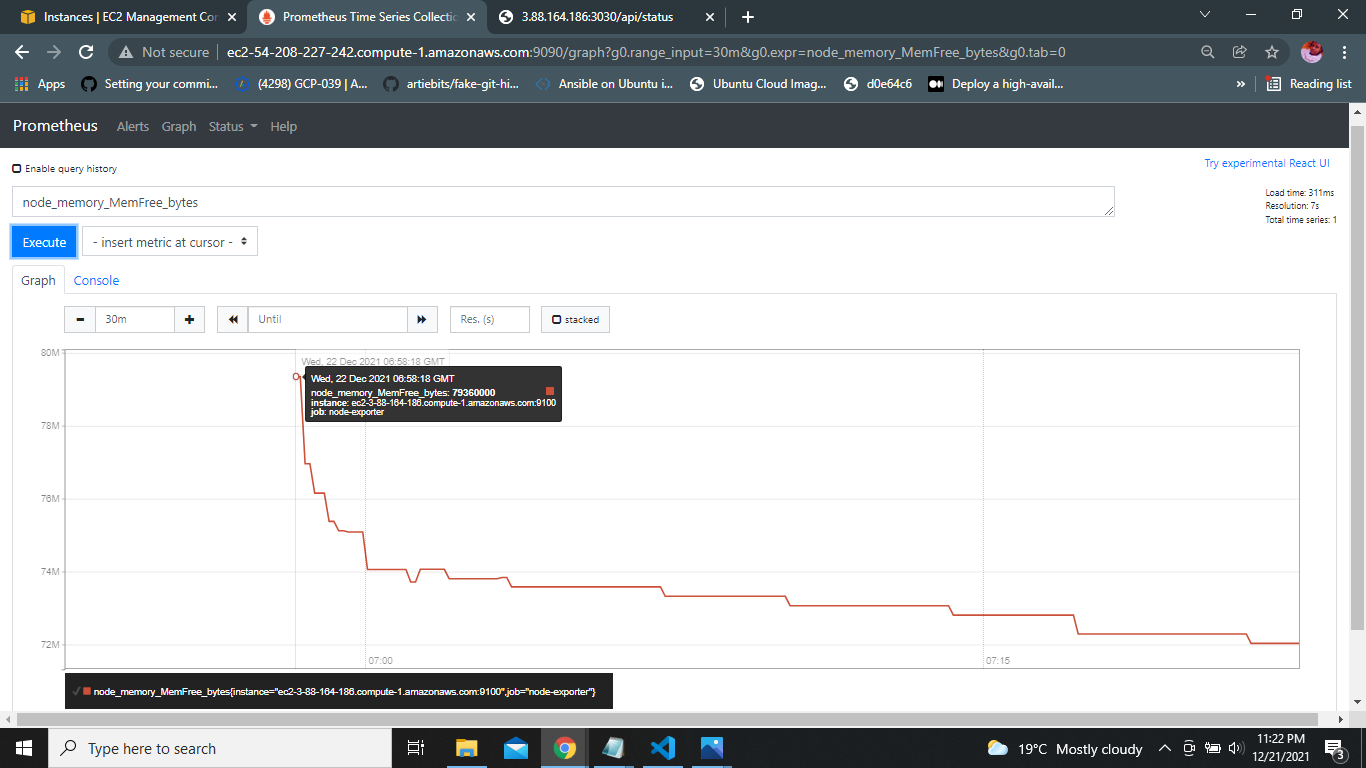 Instances | EC2 Management Con
Prometheus Time Series Collectio
3.88.164.186:3030/api/status
Not secure
ec2-54-208-227-242.compute-1.amazonaws.com:9090/graph?g0.range_input=30m&g0.expr=node_memory_MemFree_bytes&g0.tab=0
Apps
Setting your commi...
(4298) GCP-039 | A...
artiebits/fake-git-hi...
Ansible on Ubuntu i...
Ubuntu Cloud Imag...
d0e64c6
Deploy a high-avail...
»
Reading list
Prometheus
Alerts
Graph
Status
Help
Enable query history
Try experimental React UI
node_memory_MemFree_bytes
Load time: 311ms
Resolution: 7s
Total time series: 1
Execute
- insert metric at cursor -
Graph
Console
30m
Until
Res. (s)
stacked
80M
Wed, 22 Dec 2021 06:58:18 GMT
Wed, 22 Dec 2021 06:58:18 GMT
node_memory_MemFree_bytes: 79360000
instance: ec2-3-88-164-186.compute-1.amazonaws.com:9100
job: node-exporter
78M
76M
74M
72M
07:00
07:15
node_memory_MemFree_bytes{instance="ec2-3-88-164-186.compute-1.amazonaws.com:9100",job="node-exporter"}
Type here to search
19°C Mostly cloudy
11:22 PM
12/21/2021
3